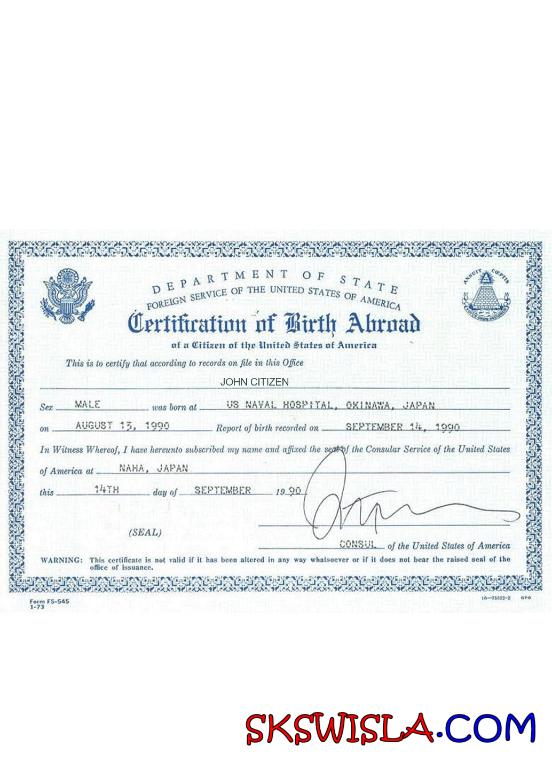 DEPARTMENT OF STATE
FOREIGN SERVICE OF THE UNITED STATES OF AMERICA
ANNUIT CŒPTIS
Certification of Birth Abroad
of a Citizen of the United States of America
This is to certify that according to records on file in this Office
JOHN CITIZEN
Sex MALE was born at US NAVAL HOSPITAL, OKINAWA, JAPAN
on AUGUST 13, 1990 Report of birth recorded on SEPTEMBER 14, 1990
In Witness Whereof, I have hereunto subscribed my name and affixed the seal of the Consular Service of the United States
of America at NAHA, JAPAN
this 14TH day of SEPTEMBER 19 90
(SEAL)
CONSUL of the United States of America
WARNING: This certificate is not valid if it has been altered in any way whatsoever or if it does not bear the raised seal of the
office of issuance.
Form FS-545
1-73
GPO
SKSWISLA.COM